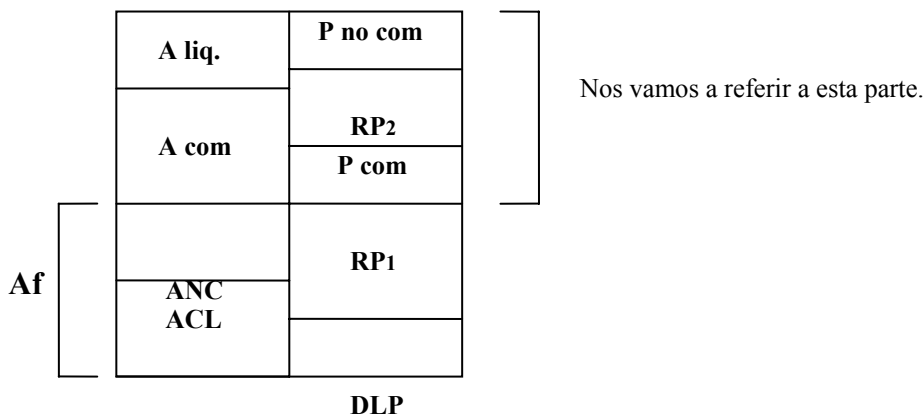 P no com
A liq.
Nos vamos a referir a esta parte.
RP2
A com
P com
RP1
Af
ANC
ACL
DLP